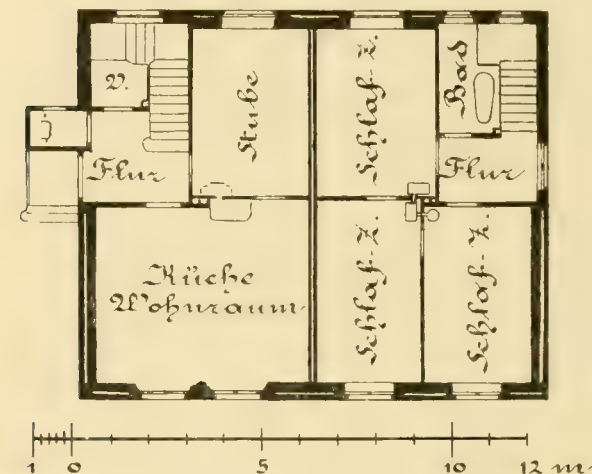 V.
Stube
Schlaf-Z.
Bad
Flur
Flur
Küche
Wohnraum
Schlaf-Z.
Schlaf-Z.
1 0 5 10 12 m